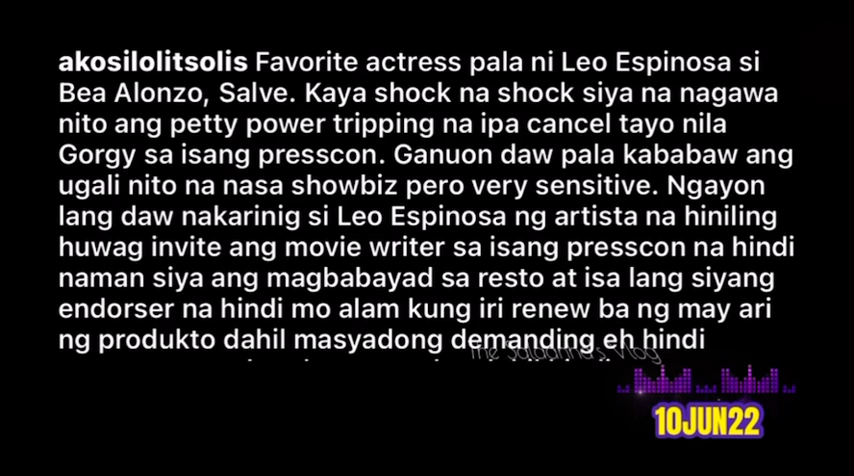 akosilolitsolis Favorite actress pala ni Leo Espinosa si
Bea Alonzo, Salve. Kaya shock na shock siya na nagawa
nito ang petty power tripping na ipa cancel tayo nila
Gorgy sa isang presscon. Ganuon daw pala kababaw ang
ugali nito na nasa showbiz pero very sensitive. Ngayon
lang daw nakarinig si Leo Espinosa ng artista na hiniling
huwag invite ang movie writer sa isang presscon na hindi
naman siya ang magbabayad sa resto at isa lang siyang
endorser na hindi mo alam kung iri renew ba ng may ari
ng produkto dahil masyadong demanding eh hindi
Vlog
10JUN22